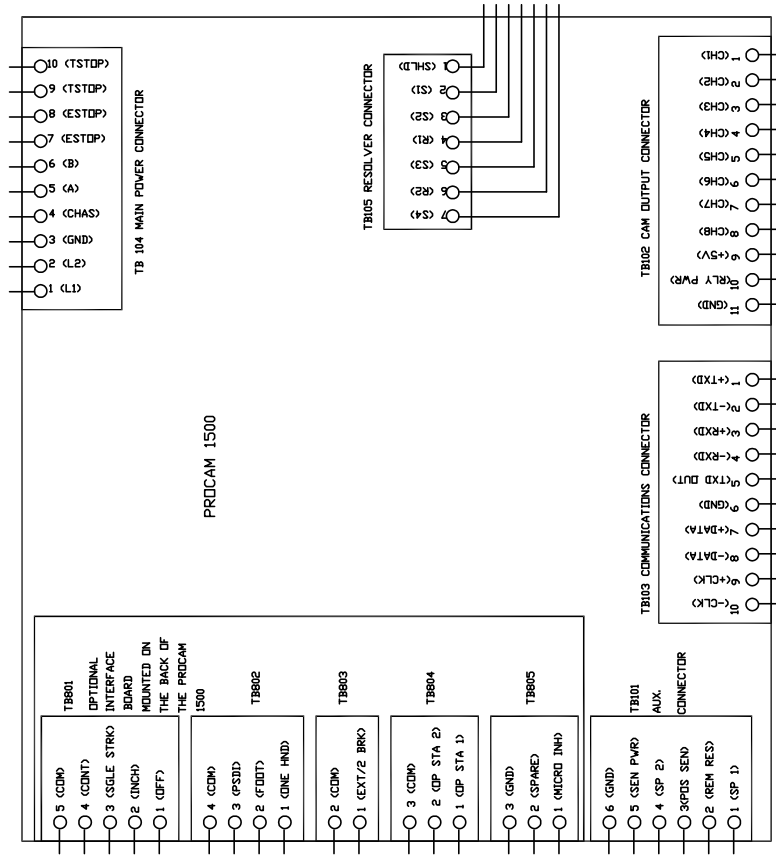 10 (TSTOP)
9 (TSTOP)
8 (ESTOP)
7 (ESTOP)
6 (B)
5 (A)
4 (CHAS)
3 (GND)
2 (L2)
1 (L1)
TB 104 MAIN POWER CONNECTOR
TB105 RESOLVER CONNECTOR
1 (SHLD)
2 (S1)
3 (S2)
4 (R1)
5 (S3)
6 (R2)
7 (S4)
TB102 CAM OUTPUT CONNECTOR
1 (CH1)
2 (CH2)
3 (CH3)
4 (CH4)
5 (CH5)
6 (CH6)
7 (CH7)
8 (CH8)
9 (+5V)
10 (RLY PWR)
11 (GND)
PROCAM 1500
TB103 COMMUNICATIONS CONNECTOR
1 (+TXD)
2 (-TXD)
3 (+RXD)
4 (-RXD)
5 (TXD OUT)
6 (GND)
7 (+DATA)
8 (-DATA)
9 (+CLK)
10 (-CLK)
TB801
OPTIONAL
INTERFACE
BOARD
MOUNTED ON
THE BACK OF
THE PROCAM
1500
5 (COM)
4 (CONT)
3 (SGLE STRK)
2 (INCH)
1 (OFF)
TB802
4 (COM)
3 (PSDI)
2 (FOOT)
1 (ONE HND)
TB803
2 (COM)
1 (EXT/2 BRK)
TB804
3 (COM)
2 (OP STA 2)
1 (OP STA 1)
TB805
3 (GND)
2 (SPARE)
1 (MICRO INH)
TB101
AUX.
CONNECTOR
6 (GND)
5 (SEN PWR)
4 (SP 2)
3(POS SEN)
2 (REM RES)
1 (SP 1)